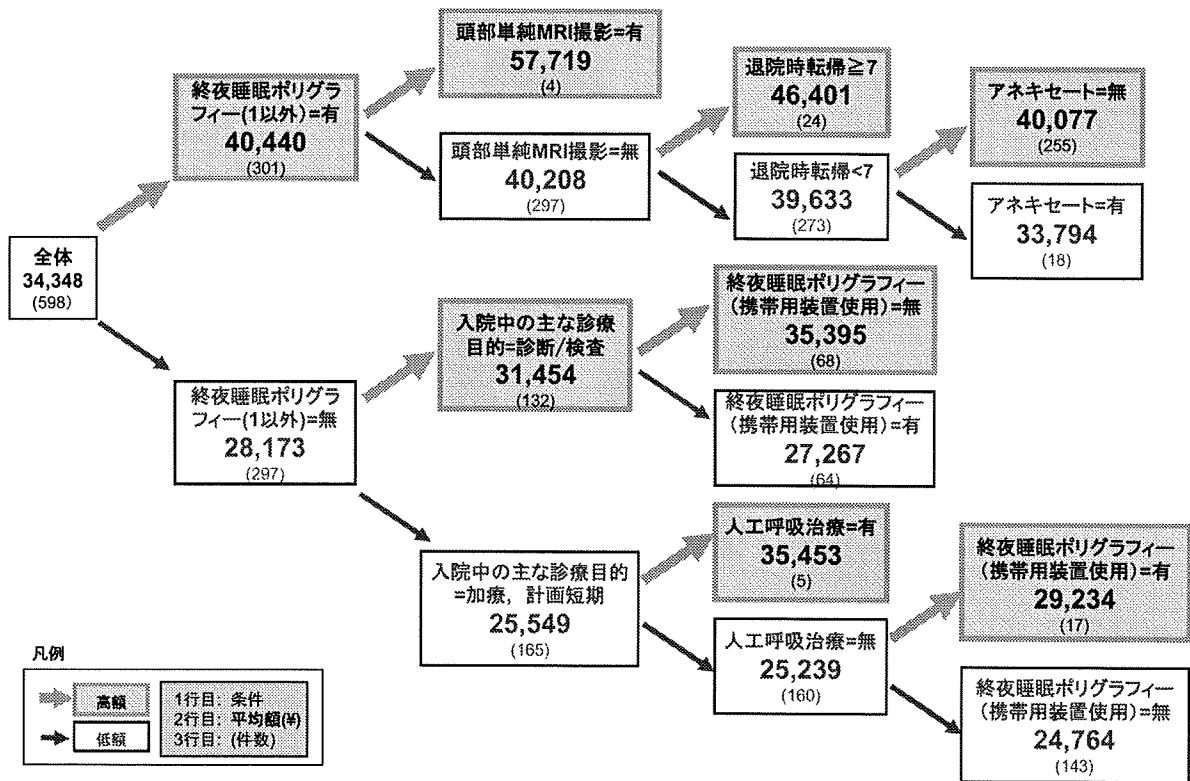 全体
34,348
(598)
終夜睡眠ポリグラ
フィー(1以外)=有
40,440
(301)
頭部単純MRI撮影=有
57,719
(4)
頭部単純MRI撮影=無
40,208
(297)
退院時転帰≧7
46,401
(24)
退院時転帰<7
39,633
(273)
アネキセート=無
40,077
(255)
アネキセート=有
33,794
(18)
終夜睡眠ポリグラ
フィー(1以外)=無
28,173
(297)
入院中の主な診療
目的=診断/検査
31,454
(132)
終夜睡眠ポリグラフィー
(携帯用装置使用)=無
35,395
(68)
終夜睡眠ポリグラフィー
(携帯用装置使用)=有
27,267
(64)
入院中の主な診療目的
=加療，計画短期
25,549
(165)
人工呼吸治療=有
35,453
(5)
人工呼吸治療=無
25,239
(160)
終夜睡眠ポリグラフィー
(携帯用装置使用)=有
29,234
(17)
終夜睡眠ポリグラフィー
(携帯用装置使用)=無
24,764
(143)
凡例
高額
低額
1行目: 条件
2行目: 平均額(¥)
3行目: (件数)